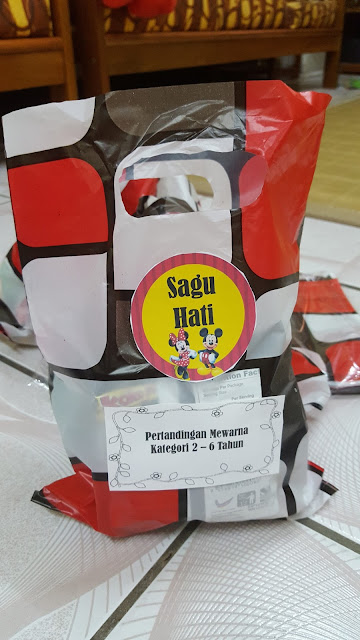 Sagu
Hati
Pertandingan Mewarna
Kategori 2 – 6 Tahun